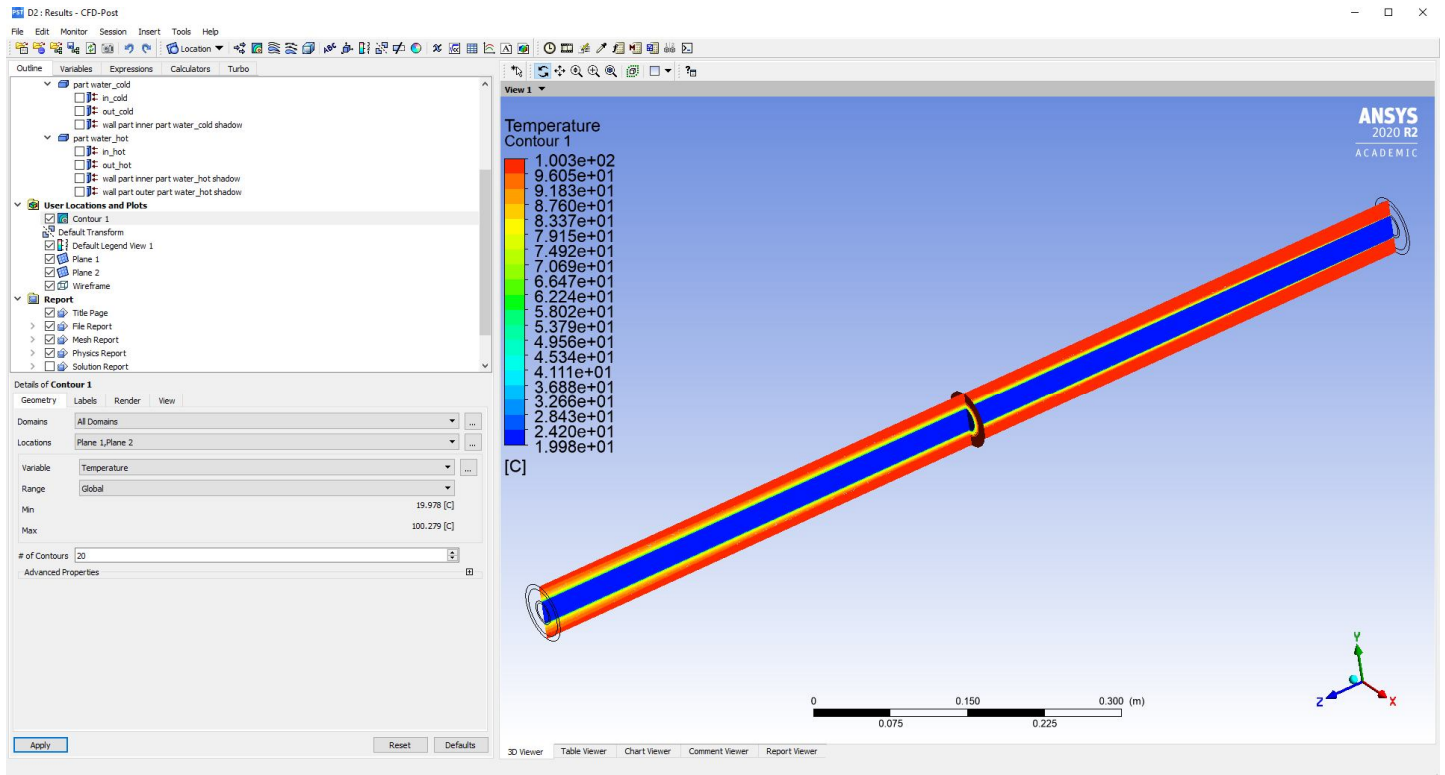 D2 : Results - CFD-Post
File Edit Monitor Session Insert Tools Help
Location
Outline Variables Expressions Calculators Turbo
part water_cold
in_cold
out_cold
wall part inner part water_cold shadow
part water_hot
in_hot
out_hot
wall part inner part water_hot shadow
wall part outer part water_hot shadow
User Locations and Plots
Contour 1
Default Transform
Default Legend View 1
Plane 1
Plane 2
Wireframe
Report
Title Page
File Report
Mesh Report
Physics Report
Solution Report
Details of Contour 1
Geometry Labels Render View
Domains All Domains ...
Locations Plane 1,Plane 2 ...
Variable Temperature ...
Range Global
Min 19.978 [C]
Max 100.279 [C]
# of Contours 20
Advanced Properties
Apply Reset Defaults
View 1
Temperature
Contour 1
1.003e+02
9.605e+01
9.183e+01
8.760e+01
8.337e+01
7.915e+01
7.492e+01
7.069e+01
6.647e+01
6.224e+01
5.802e+01
5.379e+01
4.956e+01
4.534e+01
4.111e+01
3.688e+01
3.266e+01
2.843e+01
2.420e+01
1.998e+01
[C]
ANSYS
2020 R2
ACADEMIC
Y
Z
X
0 0.150 0.300 (m)
0.075 0.225
3D Viewer Table Viewer Chart Viewer Comment Viewer Report Viewer